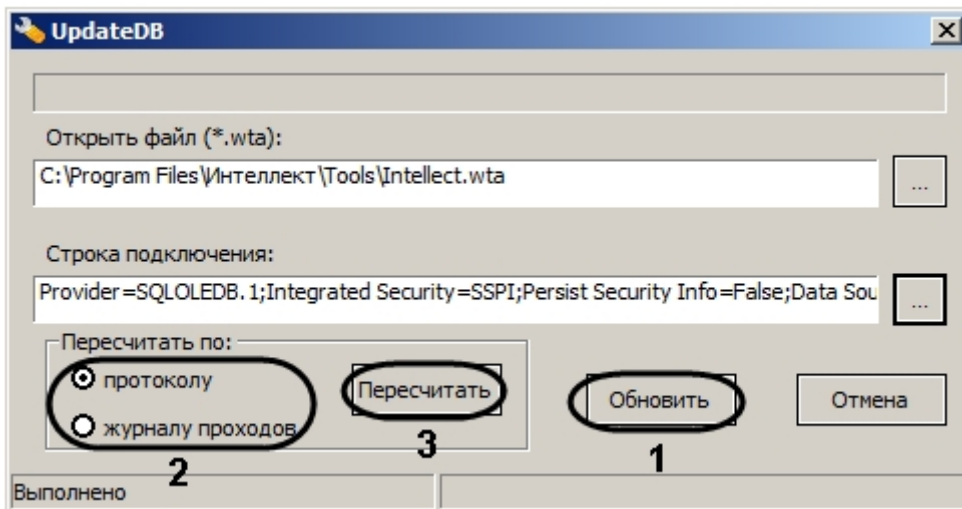 UpdateDB
Открыть файл (*.wta):
C:\Program Files\Интеллект\Tools\Intellect.wta
...
Строка подключения:
Provider=SQLOLEDB.1;Integrated Security=SSPI;Persist Security Info=False;Data Sou
...
Пересчитать по:
протоколу
журналу проходов
Пересчитать
Обновить
Отмена
2
3
1
Выполнено